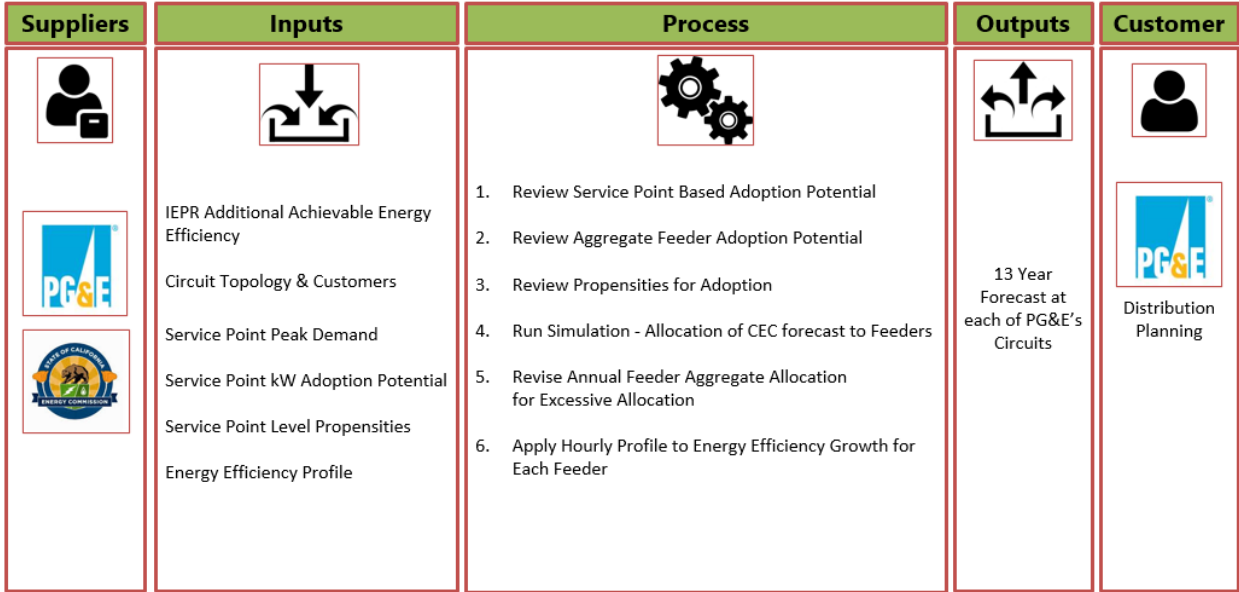 Suppliers
Inputs
Process
Outputs
Customer
PG&E
STATE OF CALIFORNIA
ENERGY COMMISSION
IEPR Additional Achievable Energy
Efficiency
Circuit Topology & Customers
Service Point Peak Demand
Service Point kW Adoption Potential
Service Point Level Propensities
Energy Efficiency Profile
1. Review Service Point Based Adoption Potential
2. Review Aggregate Feeder Adoption Potential
3. Review Propensities for Adoption
4. Run Simulation - Allocation of CEC forecast to Feeders
5. Revise Annual Feeder Aggregate Allocation
for Excessive Allocation
6. Apply Hourly Profile to Energy Efficiency Growth for
Each Feeder
13 Year
Forecast at
each of PG&E’s
Circuits
PG&E
Distribution
Planning